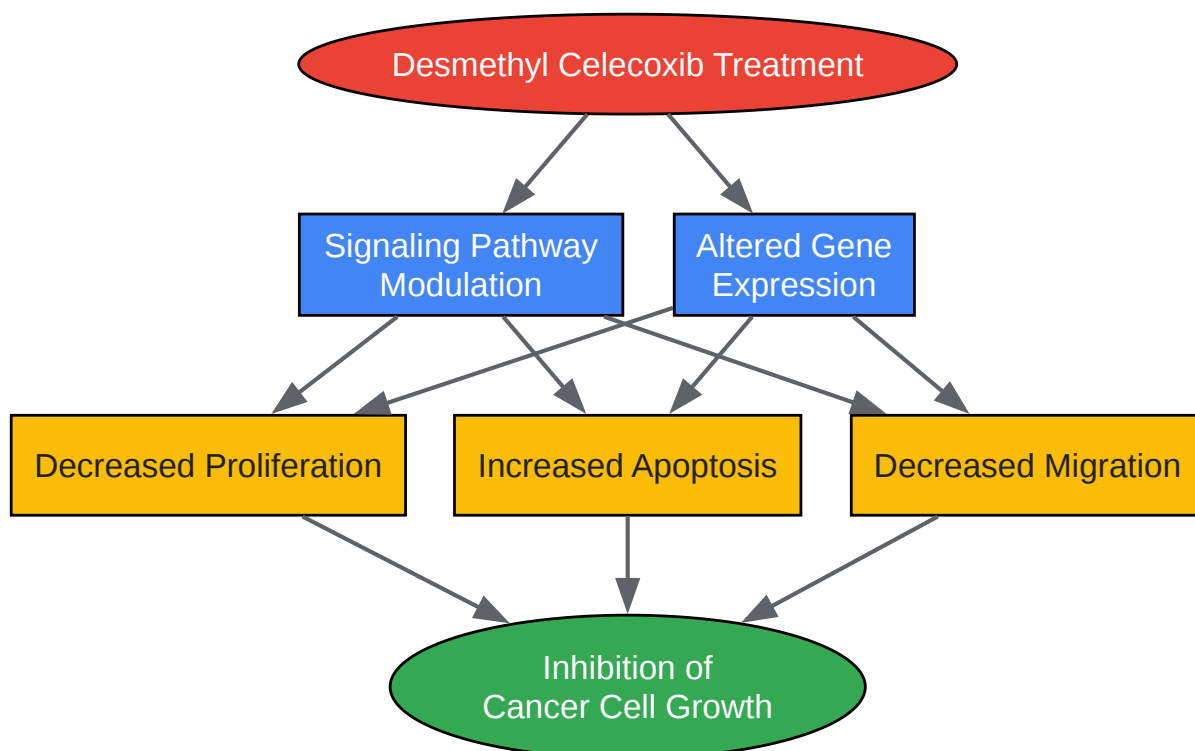 Desmethyl Celecoxib Treatment
Signaling Pathway
Modulation
Altered Gene
Expression
Decreased Proliferation
Increased Apoptosis
Decreased Migration
Inhibition of
Cancer Cell Growth